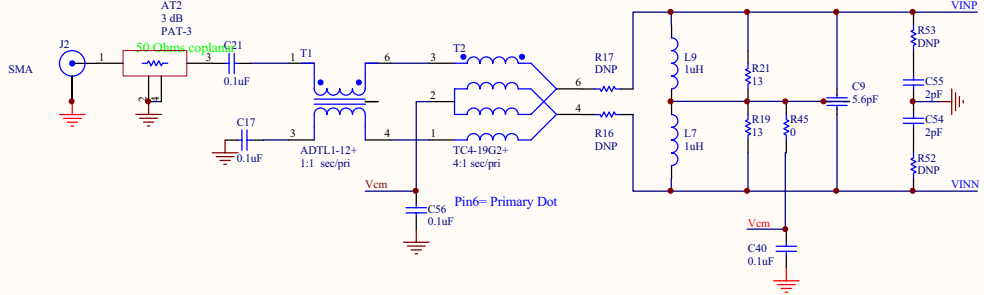 AT2
3 dB
PAT-3
50 Ohms coplanar
J2
SMA
1
3
2
4
C21
0.1uF
C17
0.1uF
T1
1
6
3
4
ADTL1-12+
1:1 sec/pri
T2
3
2
1
6
4
TC4-19G2+
4:1 sec/pri
Vcm
C56
0.1uF
Pin6= Primary Dot
R17
DNP
R16
DNP
L9
1uH
L7
1uH
R21
13
R19
13
R45
0
C9
5.6pF
VINP
R53
DNP
C55
2pF
C54
2pF
R52
DNP
VINN
Vcm
C40
0.1uF